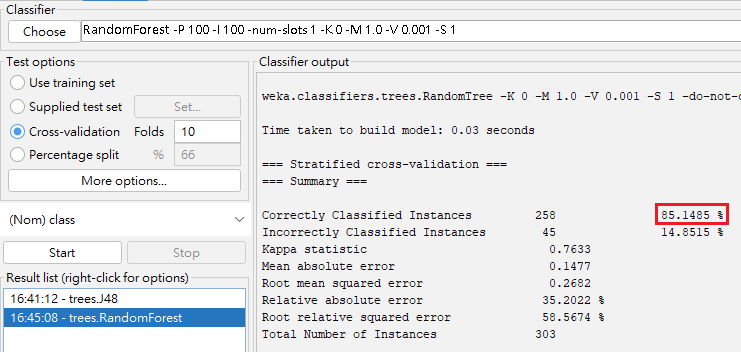 Classifier
Choose RandomForest -P 100 -I 100 -num-slots 1 -K 0 -M 1.0 -V 0.001 -S 1
Test options
Use training set
Supplied test set Set...
Cross-validation Folds 10
Percentage split % 66
More options...
(Nom) class
Start Stop
Result list (right-click for options)
16:41:12 - trees.J48
16:45:08 - trees.RandomForest
Classifier output
weka.classifiers.trees.RandomTree -K 0 -M 1.0 -V 0.001 -S 1 -do-not-
Time taken to build model: 0.03 seconds
=== Stratified cross-validation ===
=== Summary ===
Correctly Classified Instances 258 85.1485 %
Incorrectly Classified Instances 45 14.8515 %
Kappa statistic 0.7633
Mean absolute error 0.1477
Root mean squared error 0.2682
Relative absolute error 35.2022 %
Root relative squared error 58.5674 %
Total Number of Instances 303